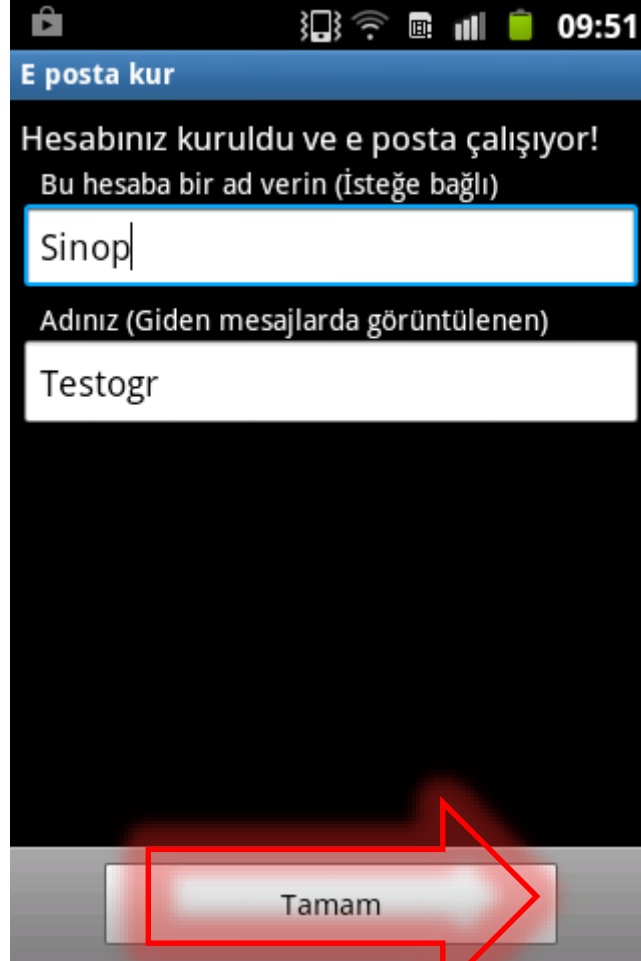 09:51
E posta kur
Hesabınız kuruldu ve e posta çalışıyor!
Bu hesaba bir ad verin (İsteğe bağlı)
Sinop
Adınız (Giden mesajlarda görüntülenen)
Testogr
Tamam